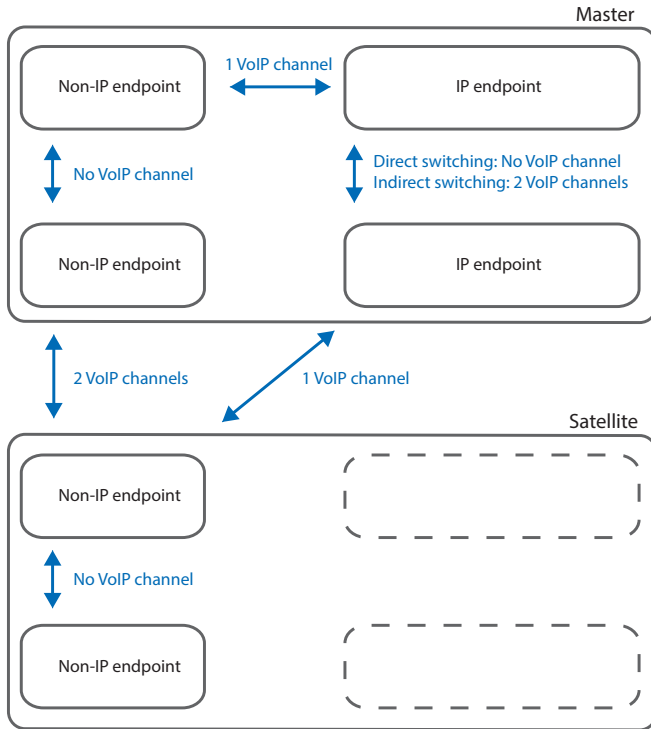 Master
Non-IP endpoint
1 VoIP channel
IP endpoint
No VoIP channel
Direct switching: No VoIP channel
Indirect switching: 2 VoIP channels
Non-IP endpoint
IP endpoint
2 VoIP channels
1 VoIP channel
Satellite
Non-IP endpoint
No VoIP channel
Non-IP endpoint